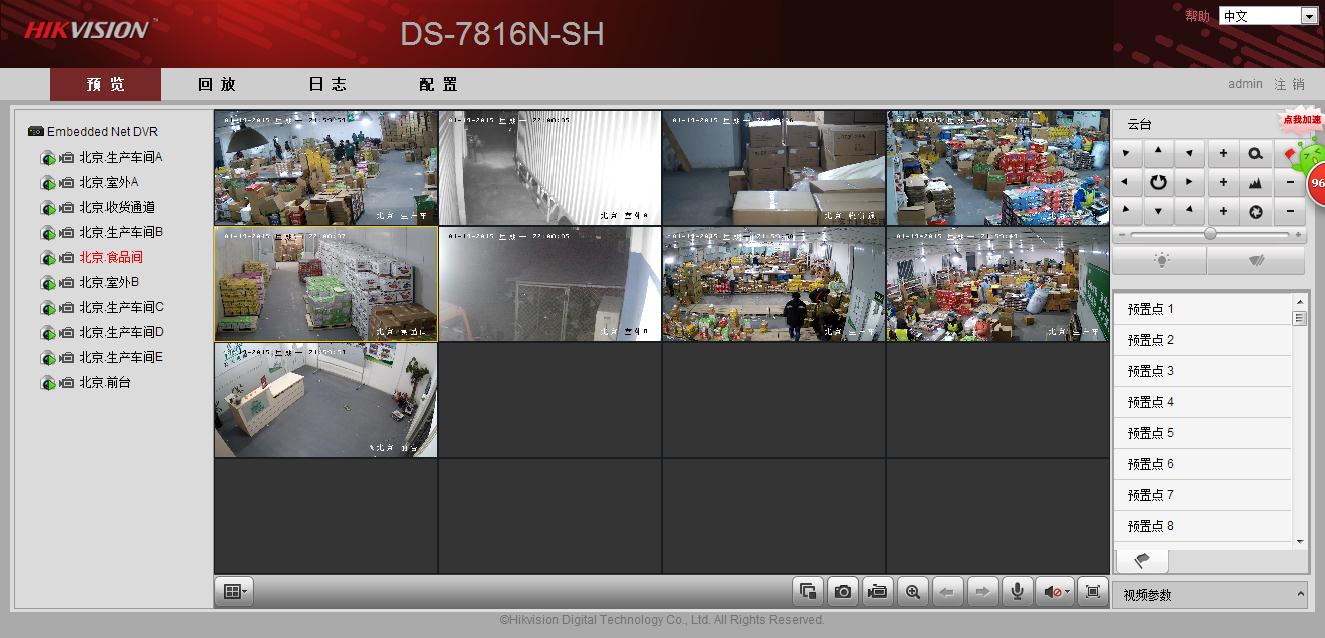 HIKVISION™
DS-7816N-SH
帮助 中文
预览 回放 日志 配置
admin 注销
Embedded Net DVR
北京.生产车间A
北京.室外A
北京.收货通道
北京.生产车间B
北京.食品间
北京.室外B
北京.生产车间C
北京.生产车间D
北京.生产车间E
北京.前台
云台
点我加速
96
预置点 1
预置点 2
预置点 3
预置点 4
预置点 5
预置点 6
预置点 7
预置点 8
视频参数
©Hikvision Digital Technology Co., Ltd. All Rights Reserved.